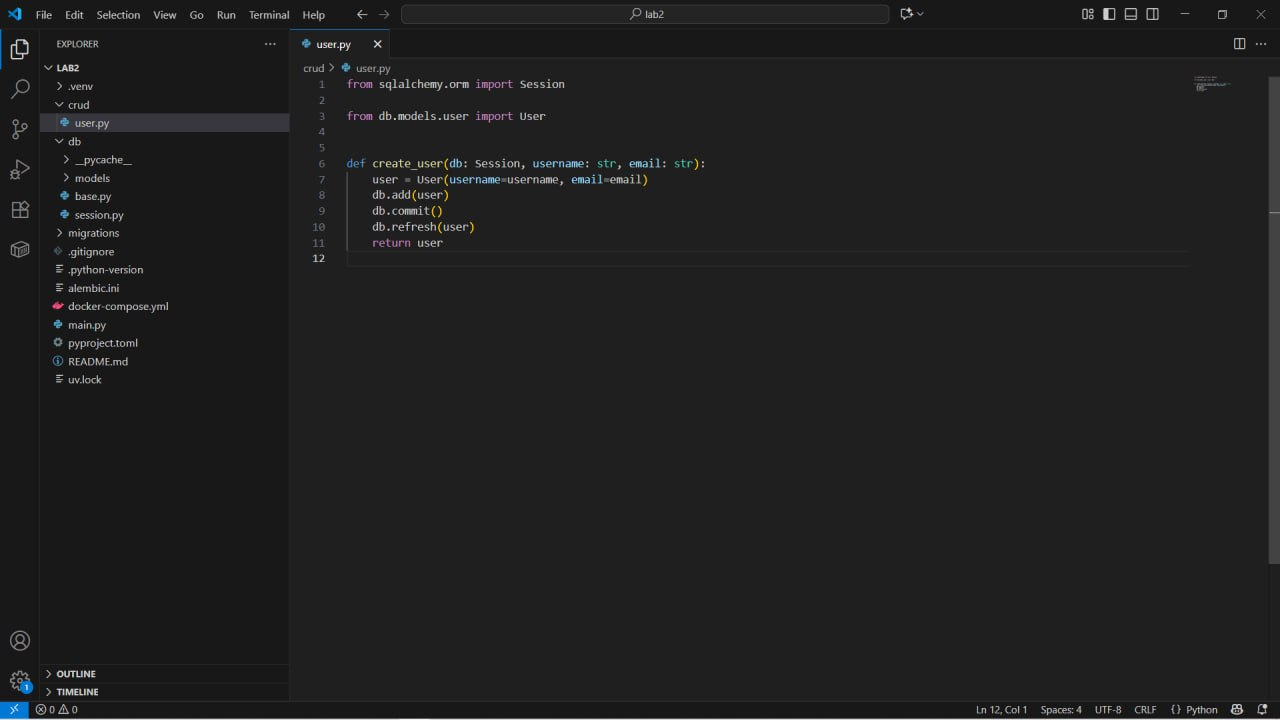 File Edit Selection View Go Run Terminal Help
lab2
EXPLORER
LAB2
.venv
crud
user.py
db
__pycache__
models
base.py
session.py
migrations
.gitignore
.python-version
alembic.ini
docker-compose.yml
main.py
pyproject.toml
README.md
uv.lock
OUTLINE
TIMELINE
user.py
crud > user.py
1 from sqlalchemy.orm import Session
2
3 from db.models.user import User
4
5
6 def create_user(db: Session, username: str, email: str):
7 user = User(username=username, email=email)
8 db.add(user)
9 db.commit()
10 db.refresh(user)
11 return user
12
1
0 0
Ln 12, Col 1 Spaces: 4 UTF-8 CRLF {} Python